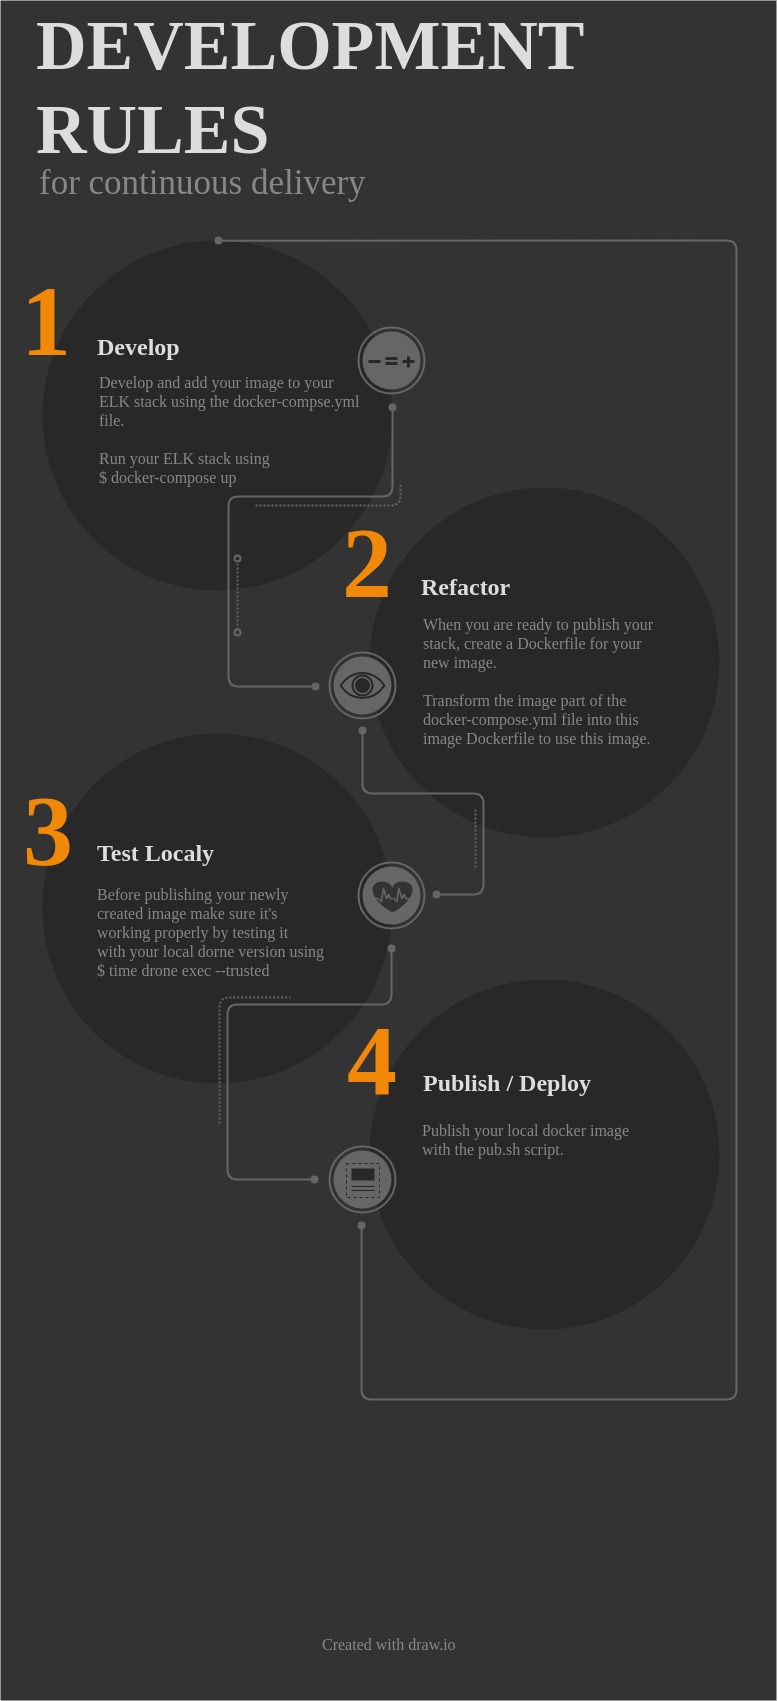 DEVELOPMENT
RULES
for continuous delivery
1
Develop
Develop and add your image to your
ELK stack using the docker-compse.yml
file.
Run your ELK stack using
$ docker-compose up
2
Refactor
When you are ready to publish your
stack, create a Dockerfile for your
new image.
Transform the image part of the
docker-compose.yml file into this
image Dockerfile to use this image.
3
Test Localy
Before publishing your newly
created image make sure it's
working properly by testing it
with your local dorne version using
$ time drone exec --trusted
4
Publish / Deploy
Publish your local docker image
with the pub.sh script.
Created with draw.io